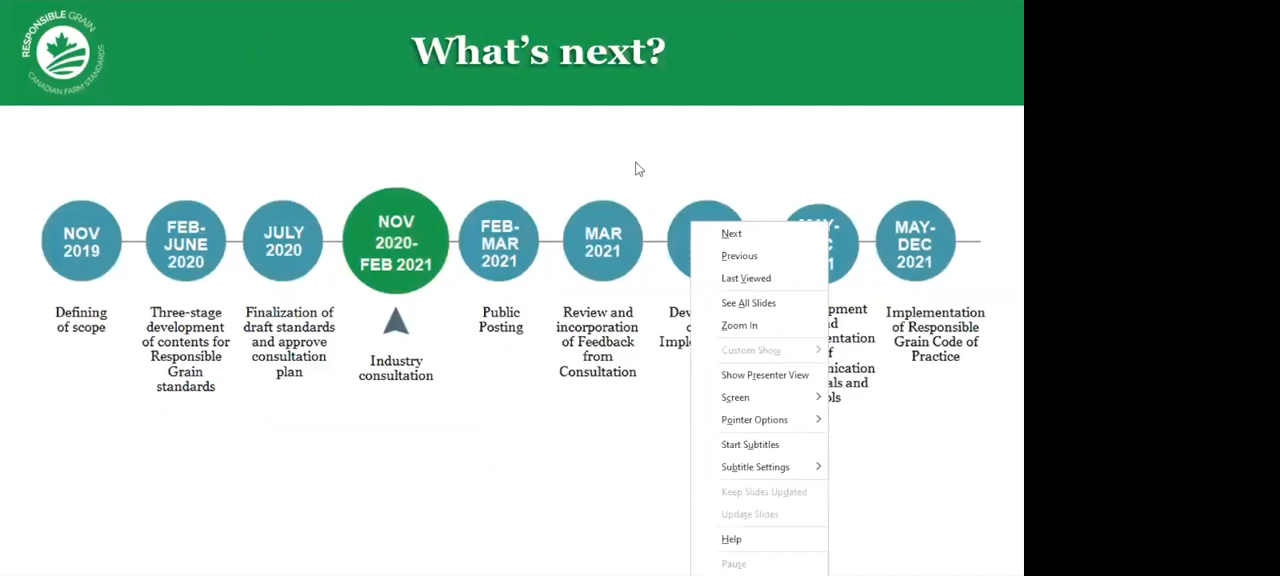 RESPONSIBLE GRAIN
CANADIAN FARM STANDARDS
What's next?
NOV
2019
FEB-
JUNE
2020
JULY
2020
NOV
2020-
FEB 2021
FEB-
MAR
2021
MAR
2021
MAY-
DEC
2021
Defining
of scope
Three-stage
development
of contents for
Responsible
Grain
standards
Finalization of
draft standards
and approve
consultation
plan
Industry
consultation
Public
Posting
Review and
incorporation
of Feedback
from
Consultation
Implementation
of Responsible
Grain Code of
Practice
Next
Previous
Last Viewed
See All Slides
Zoom In
Custom Show
Show Presenter View
Screen
Pointer Options
Start Subtitles
Subtitle Settings
Keep Slides Updated
Update Slides
Help
Pause